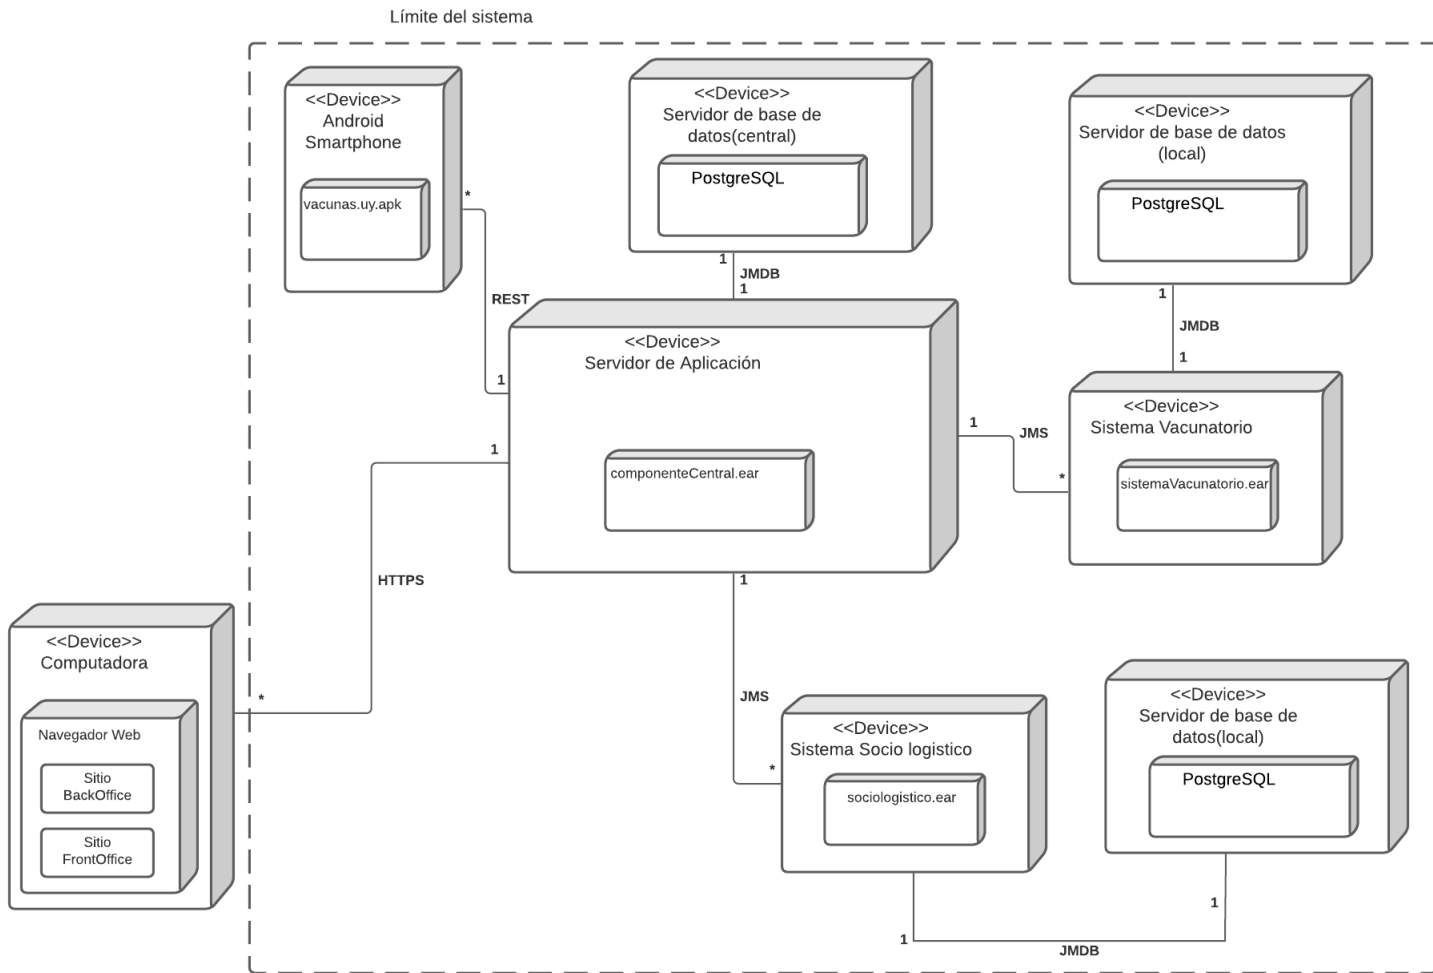 Límite del sistema
<<Device>>
Android
Smartphone
vacunas.uy.apk
*
REST
1
<<Device>>
Servidor de base de
datos(central)
PostgreSQL
1
JMDB
1
<<Device>>
Servidor de base de datos
(local)
PostgreSQL
1
JMDB
1
<<Device>>
Servidor de Aplicación
componenteCentral.ear
1
JMS
*
<<Device>>
Sistema Vacunatorio
sistemaVacunatorio.ear
1
HTTPS
*
<<Device>>
Computadora
Navegador Web
Sitio
BackOffice
Sitio
FrontOffice
1
JMS
*
<<Device>>
Sistema Socio logistico
sociologistico.ear
<<Device>>
Servidor de base de
datos(local)
PostgreSQL
1
1
JMDB